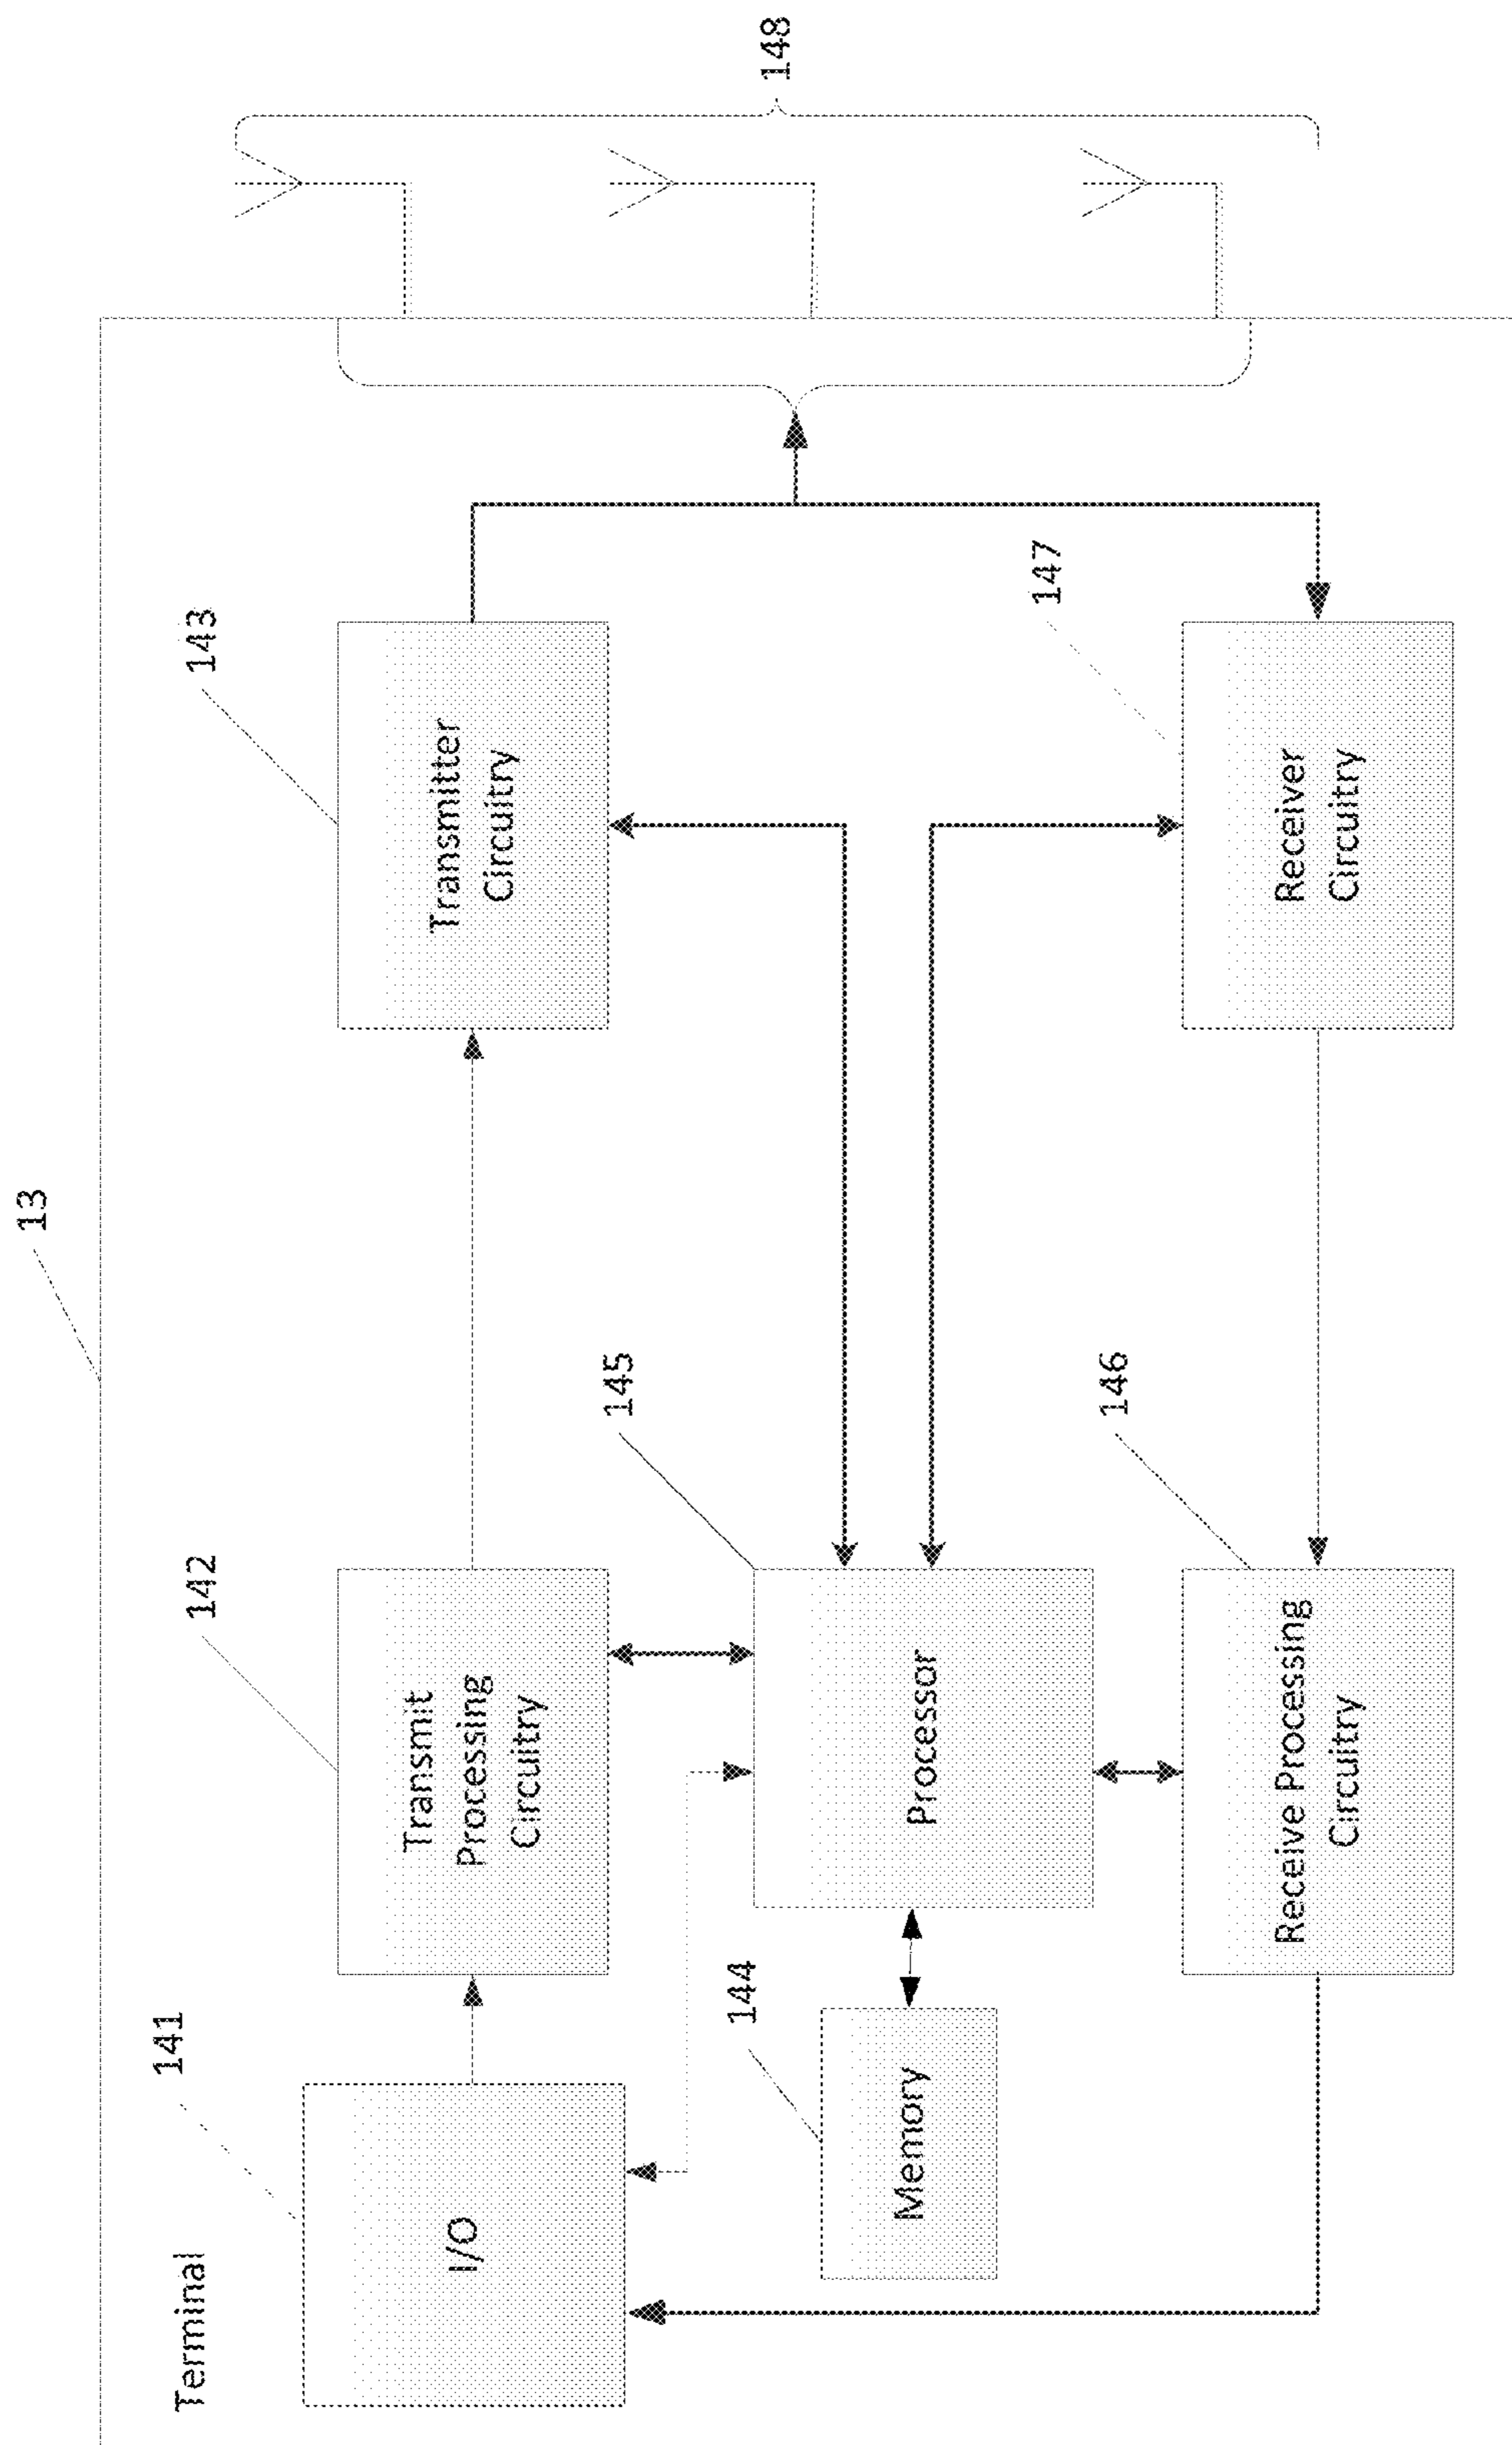 13
Terminal
141
I/O
142
Transmit
Processing
Circuitry
143
Transmitter
Circuitry
144
Memory
145
Processor
146
Receive Processing
Circuitry
147
Receiver
Circuitry
148